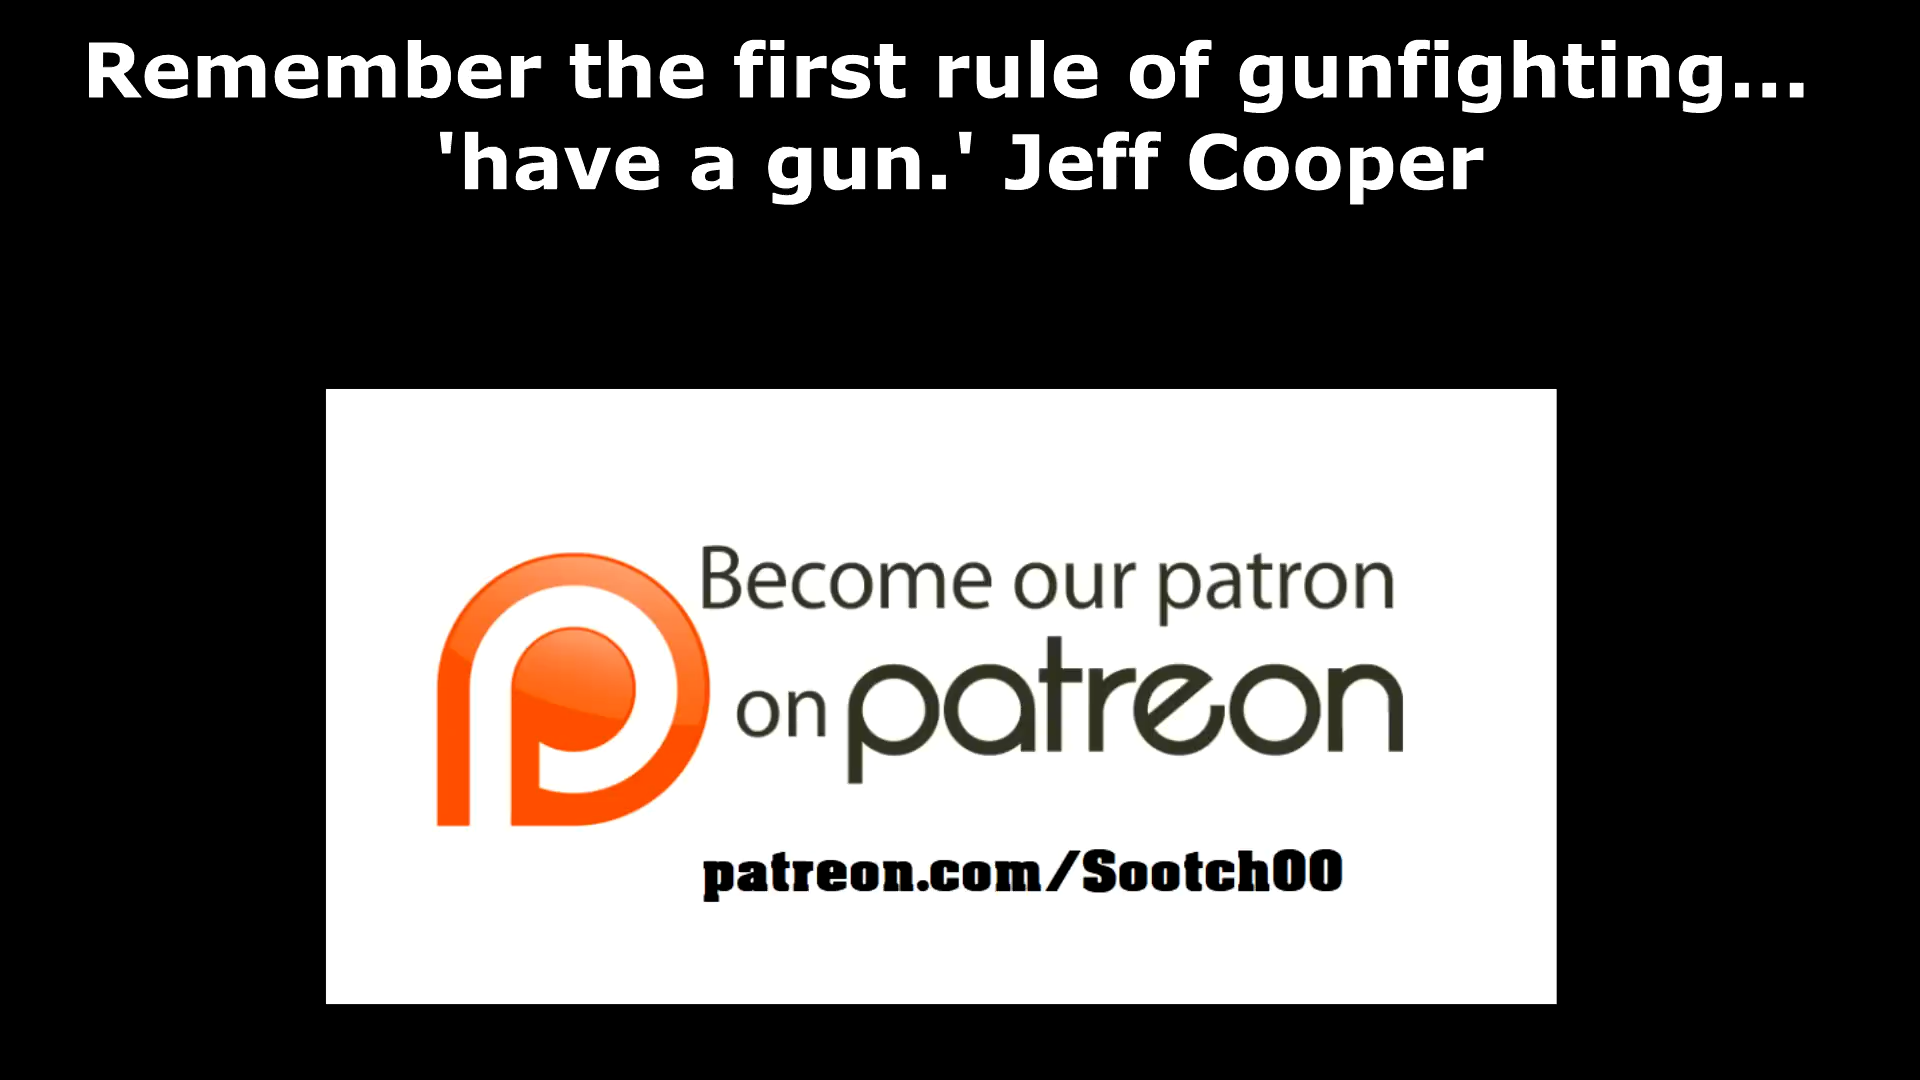 Remember the first rule of gunfighting...
'have a gun.' Jeff Cooper
Become our patron
on patreon
patreon.com/Sootch00